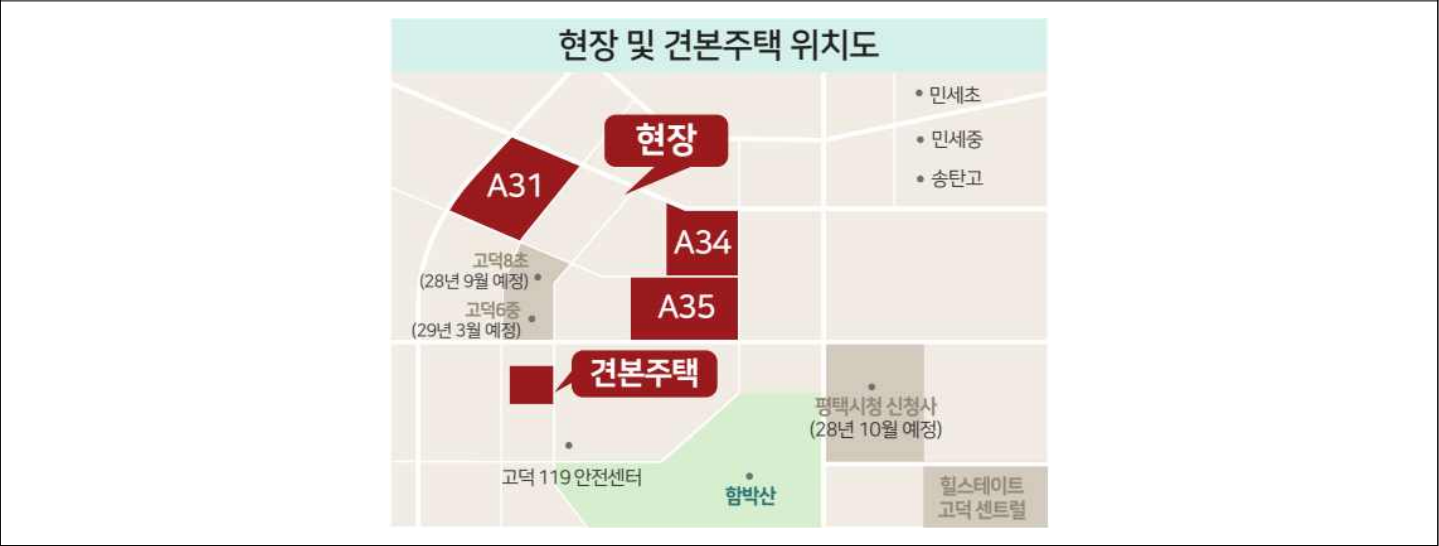 현장 및 견본주택 위치도
민세초
현장
민세중
A31
송탄고
A34
고덕8초
(28년 9월 예정)
A35
고덕6중
(29년 3월 예정)
견본주택
평택시청 신청사
(28년 10월 예정)
고덕 119 안전센터
함박산
힐스테이트
고덕 센트럴